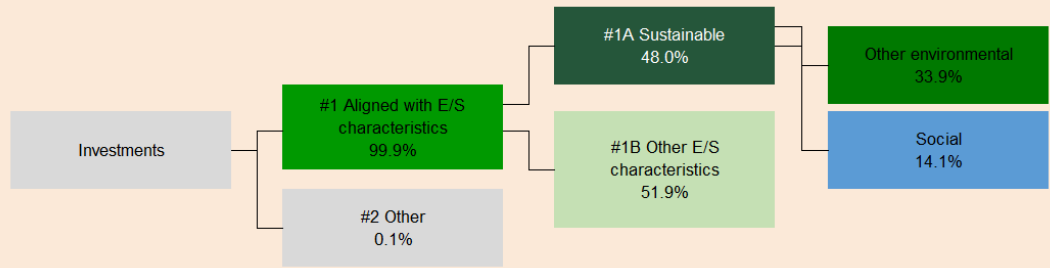 #1A Sustainable
48.0%
Other environmental
33.9%
#1 Aligned with E/S
characteristics
99.9%
Investments
#1B Other E/S
characteristics
51.9%
Social
14.1%
#2 Other
0.1%